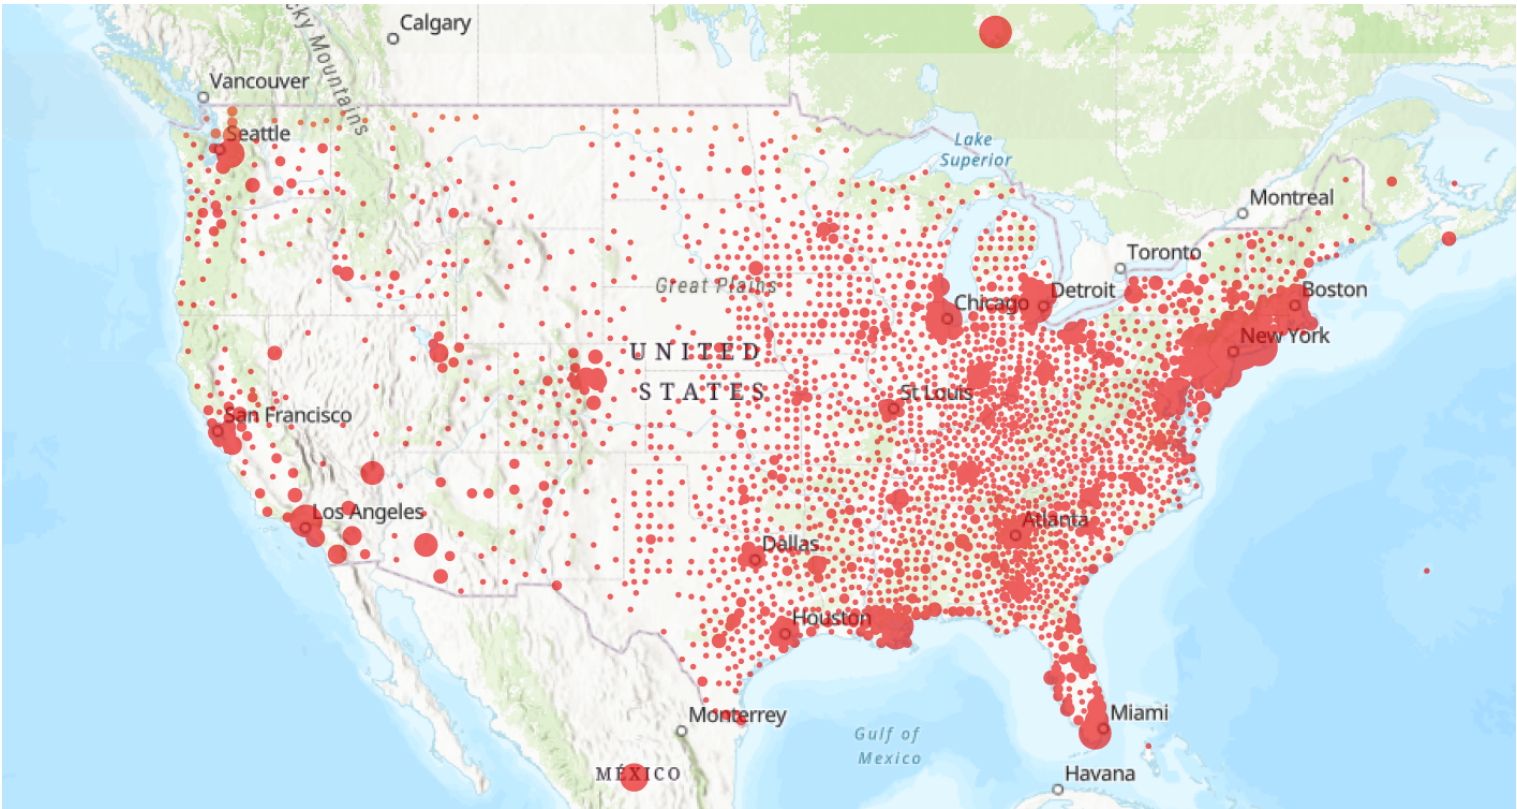 Calgary
Rocky Mountains
Vancouver
Seattle
Lake
Superior
Montreal
Toronto
Great Plains
Chicago
Detroit
Boston
New York
UNITED
STATES
St Louis
San Francisco
Los Angeles
Atlanta
Dallas
Houston
Monterrey
Miami
Gulf of
Mexico
MÉXICO
Havana